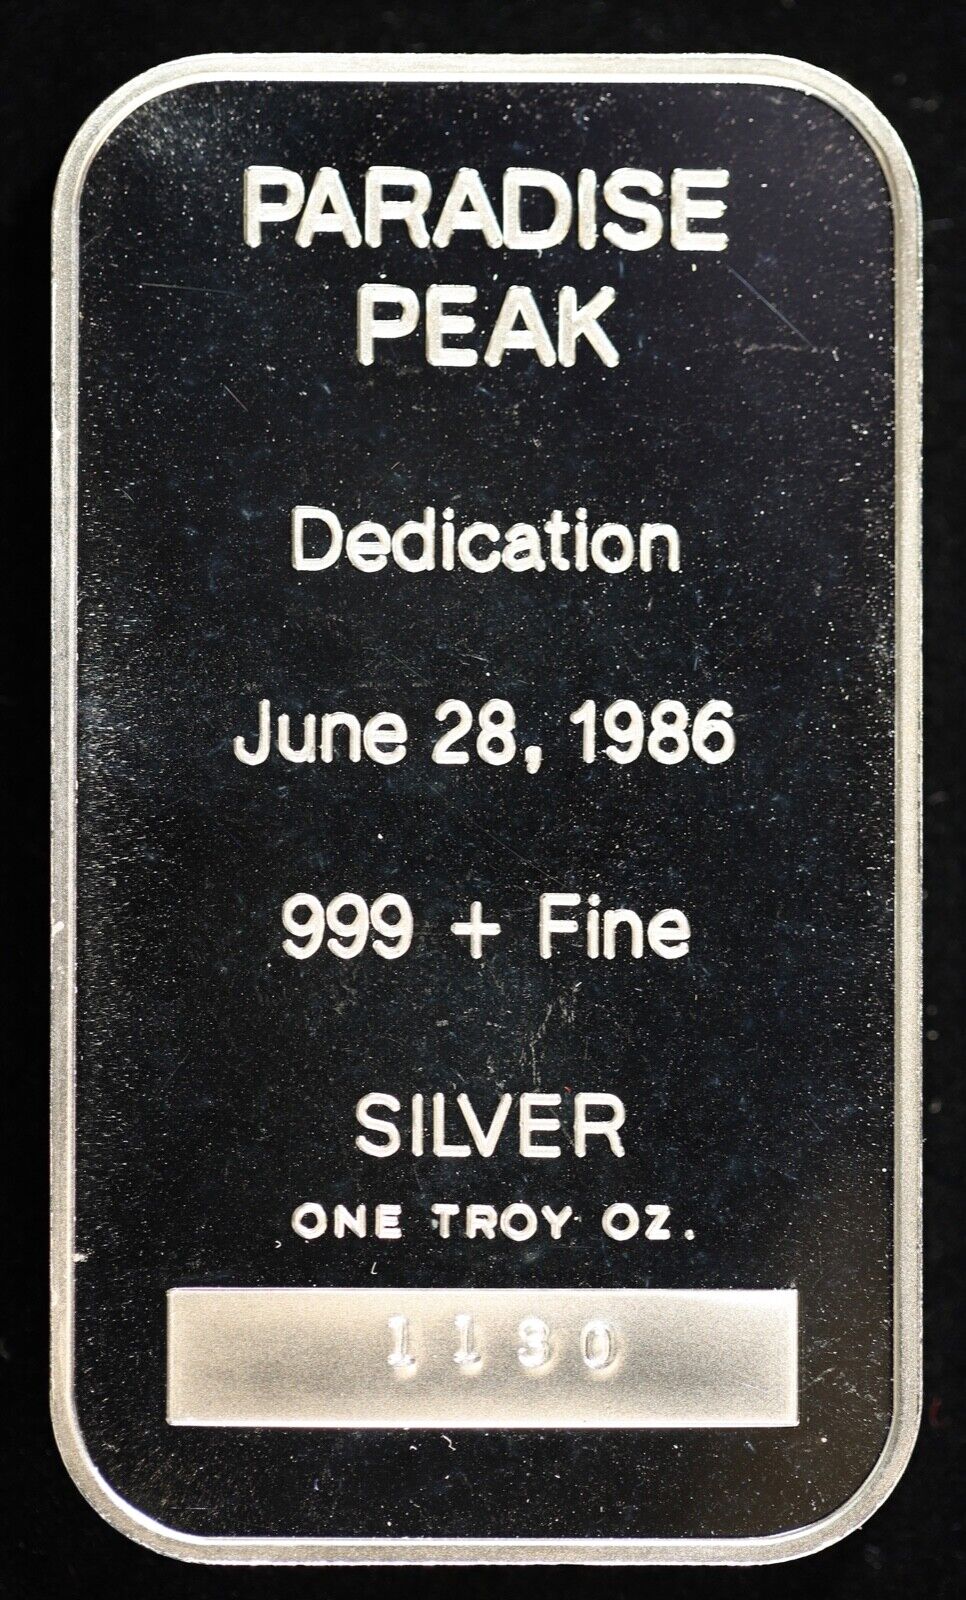 PARADISE
PEAK
Dedication
June 28, 1986
999 + Fine
SILVER
ONE TROY OZ.
1130